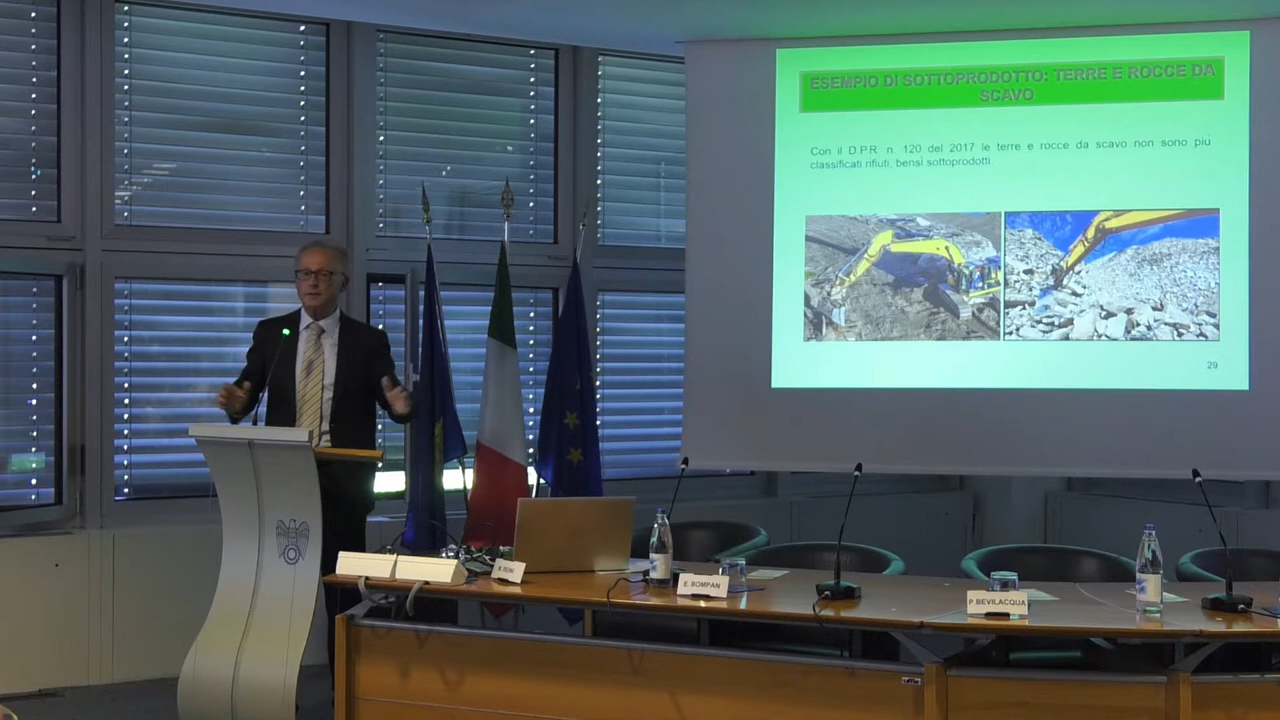 ESEMPIO DI SOTTOPRODOTTO: TERRE E ROCCE DA
SCAVO
Con il D.P.R. n. 120 del 2017 le terre e rocce da scavo non sono più
classificati rifiuti, bensì sottoprodotti
29
E. BOMPAN
P. BEVILACQUA